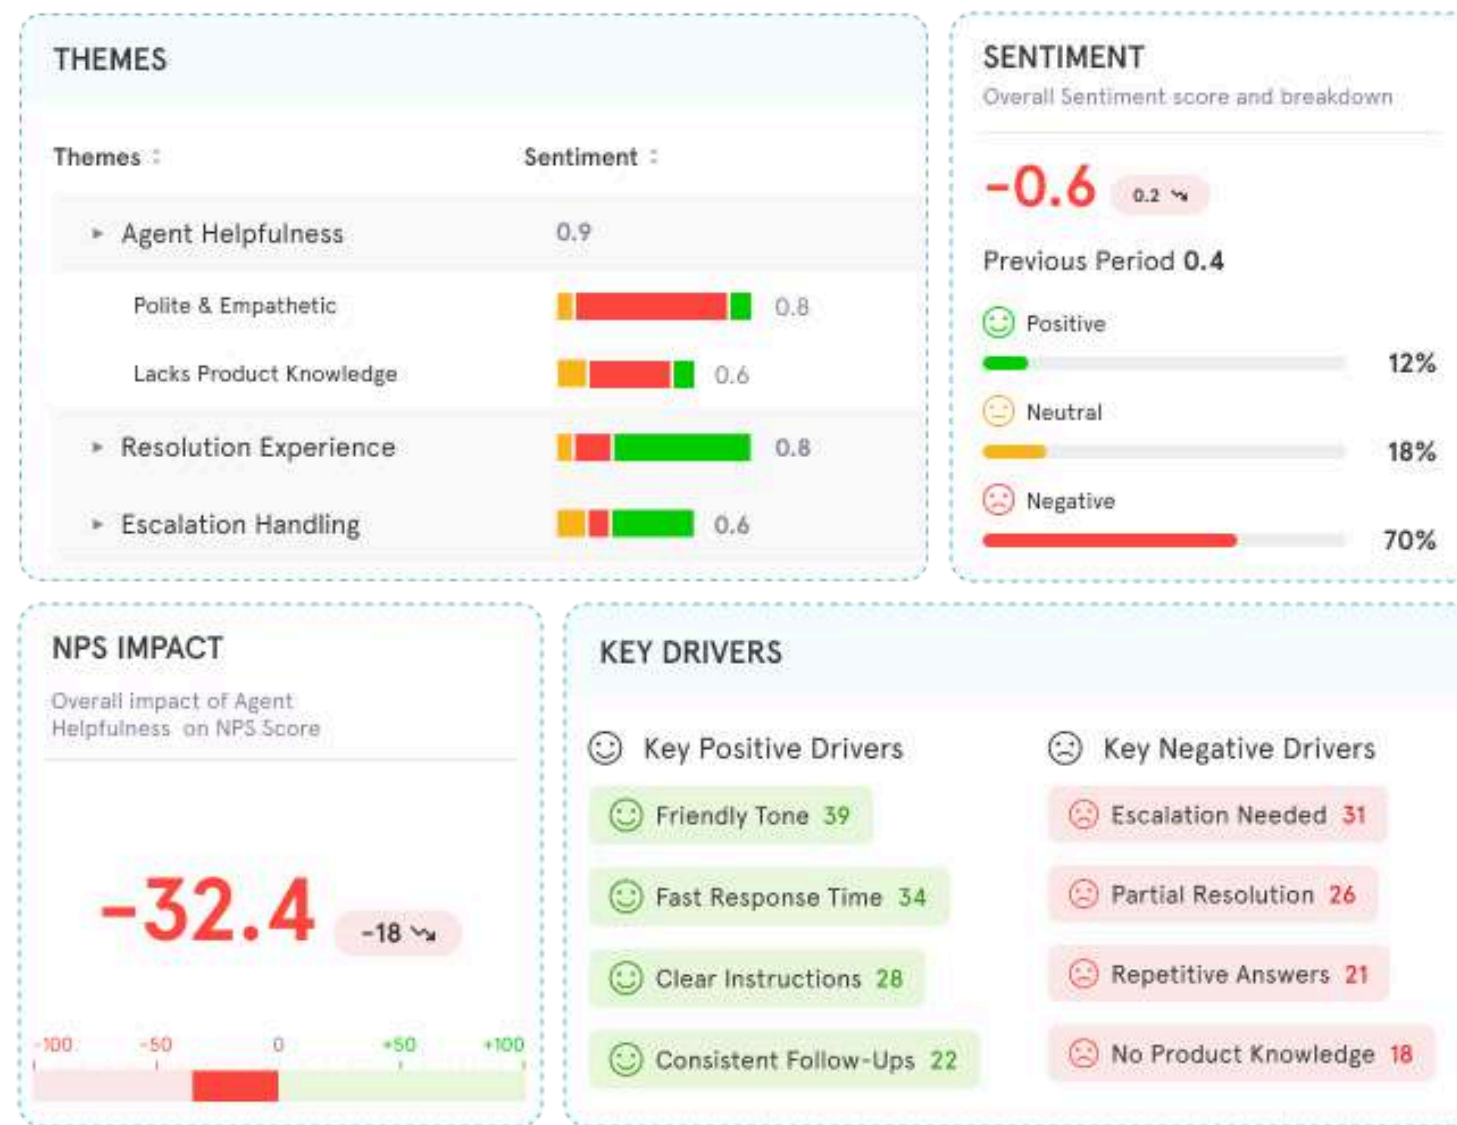 THEMES
Themes Sentiment
Agent Helpfulness 0.9
Polite & Empathetic 0.8
Lacks Product Knowledge 0.6
Resolution Experience 0.8
Escalation Handling 0.6
SENTIMENT
Overall Sentiment score and breakdown
-0.6 0.2
Previous Period 0.4
Positive
12%
Neutral
18%
Negative
70%
NPS IMPACT
Overall impact of Agent
Helpfulness on NPS Score
-32.4 -18
-100 -50 0 +50 +100
KEY DRIVERS
Key Positive Drivers
Friendly Tone 39
Fast Response Time 34
Clear Instructions 28
Consistent Follow-Ups 22
Key Negative Drivers
Escalation Needed 31
Partial Resolution 26
Repetitive Answers 21
No Product Knowledge 18